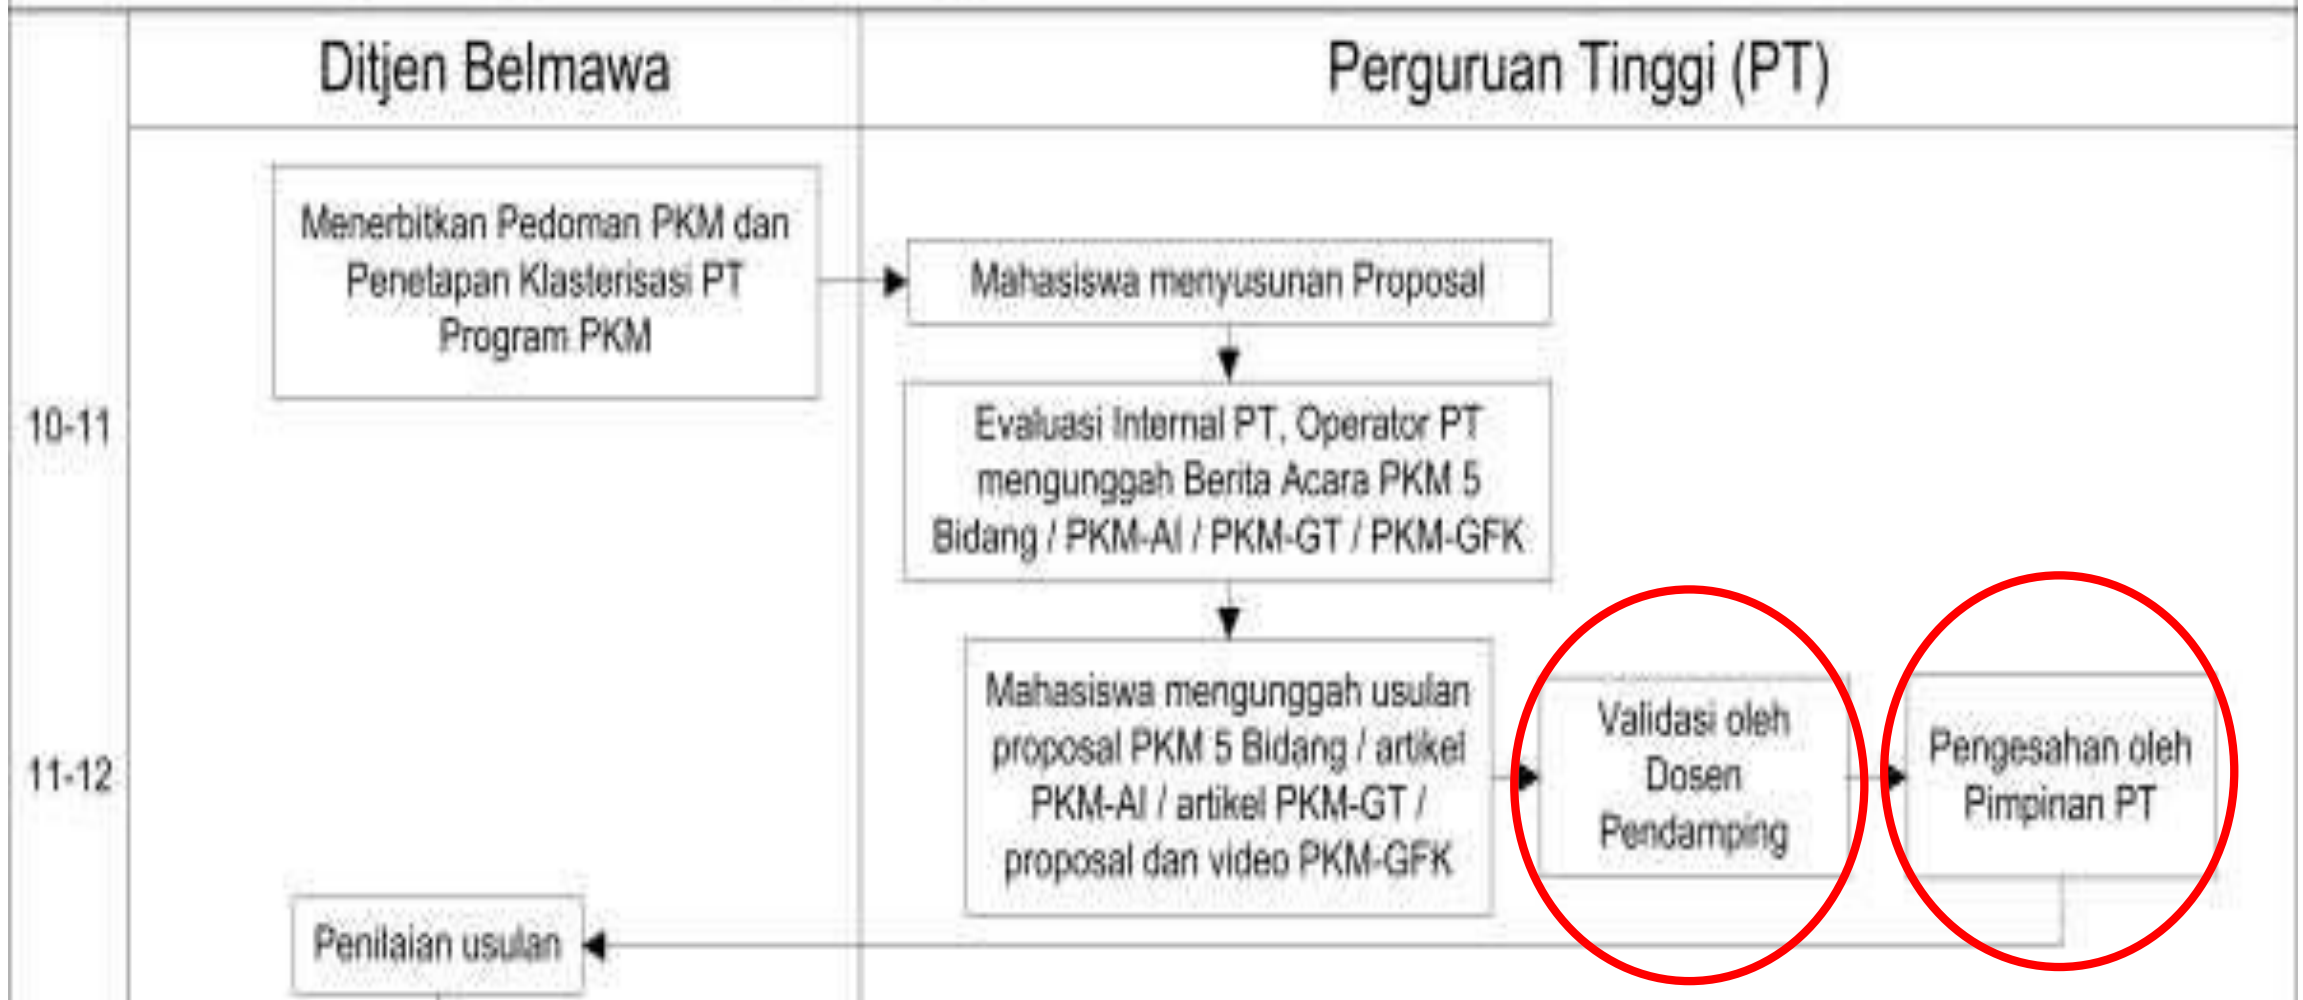 Ditjen Belmawa
Perguruan Tinggi (PT)
Menerbitkan Pedoman PKM dan
Penetapan Klasterisasi PT
Program PKM
Mahasiswa menyusunan Proposal
10-11
Evaluasi Internal PT, Operator PT
mengunggah Berita Acara PKM 5
Bidang / PKM-AI / PKM-GT / PKM-GFK
11-12
Mahasiswa mengunggah usulan
proposal PKM 5 Bidang / artikel
PKM-AI / artikel PKM-GT /
proposal dan video PKM-GFK
Validasi oleh
Dosen
Pendamping
Pengesahan oleh
Pimpinan PT
Penilaian usulan